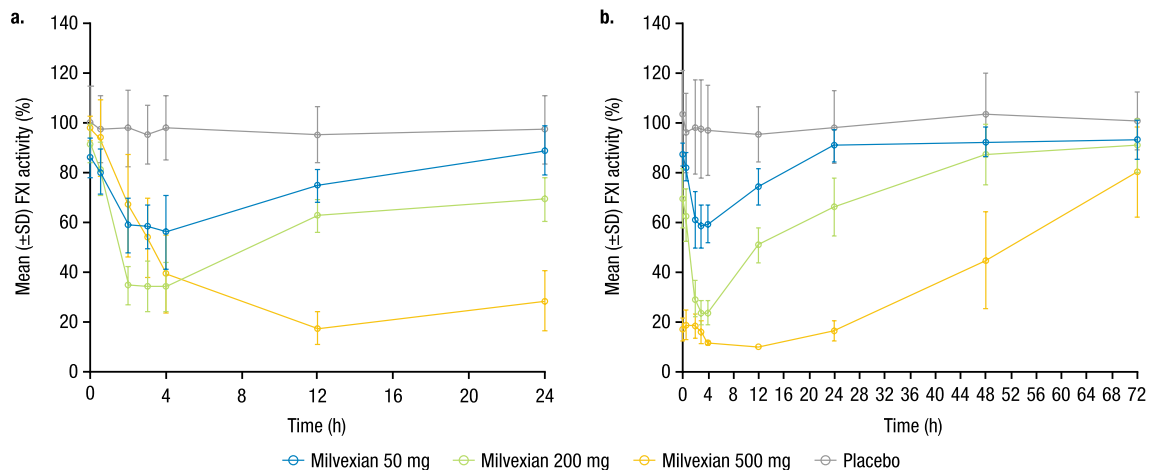 a.
Mean (±SD) FXI activity (%)
140
120
100
80
60
40
20
0
0 4 8 12 16 20 24
Time (h)
b.
Mean (±SD) FXI activity (%)
140
120
100
80
60
40
20
0
0 4 8 12 16 20 24 28 32 36 40 44 48 52 56 60 64 68 72
Time (h)
Milvexian 50 mg Milvexian 200 mg Milvexian 500 mg Placebo